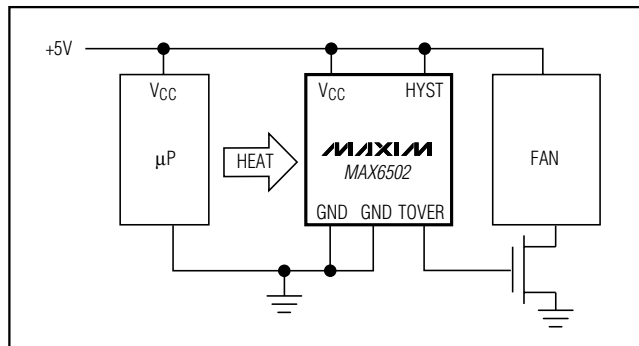 +5V
VCC
µP
HEAT
VCC HYST
MAXIM
MAX6502
GND GND TOVER
FAN